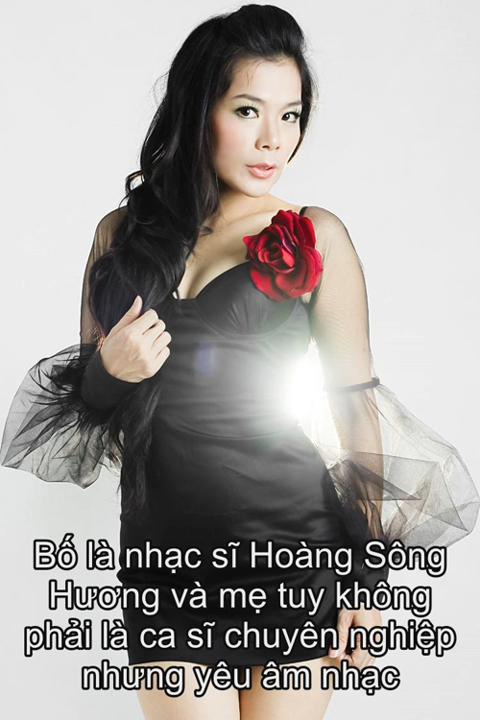 Bố là nhạc sĩ Hoàng Sông
Hương và mẹ tuy không
phải là ca sĩ chuyên nghiệp
nhưng yêu âm nhạc